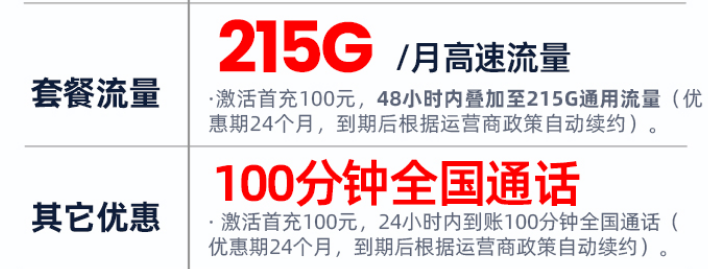 套餐流量
215G /月高速流量
·激活首充100元，48小时内叠加至215G通用流量（优
惠期24个月，到期后根据运营商政策自动续约）。
其它优惠
100分钟全国通话
· 激活首充100元，24小时内到账100分钟全国通话（
优惠期24个月，到期后根据运营商政策自动续约）。